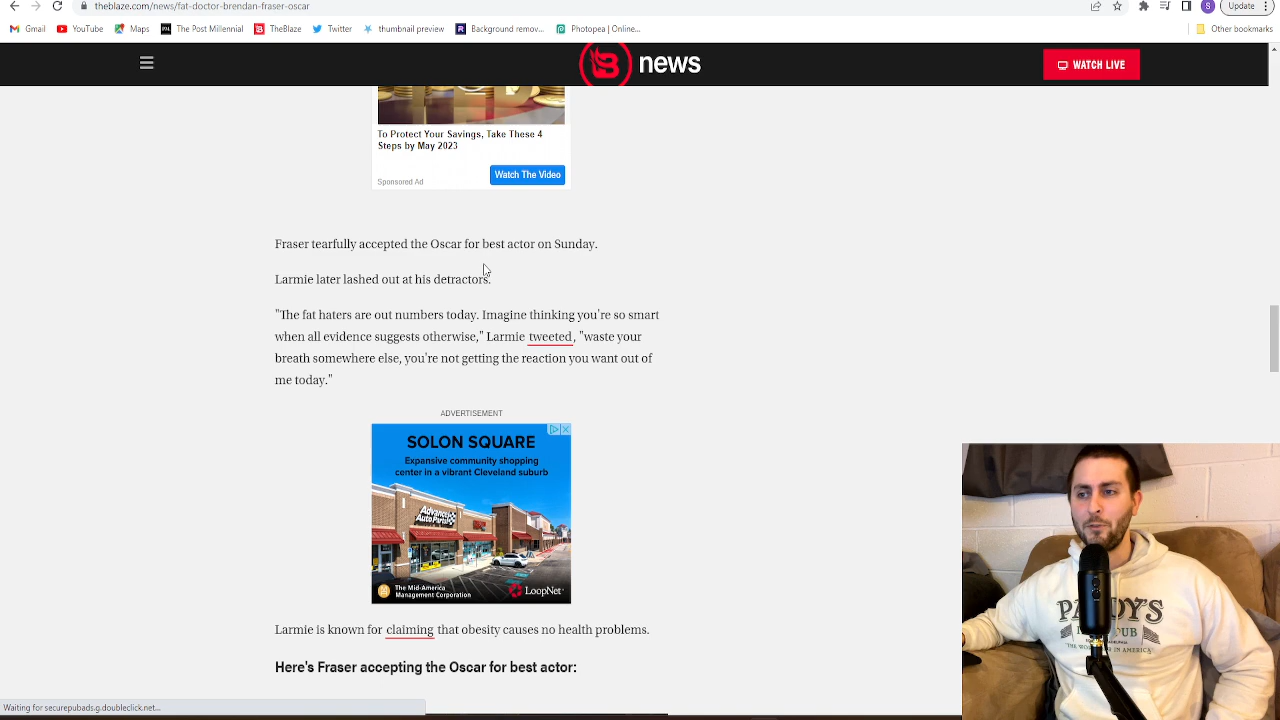 theblaze.com/news/fat-doctor-brendan-fraser-oscar
S
Update
Gmail
YouTube
Maps
The Post Millennial
TheBlaze
Twitter
thumbnail preview
Background remov...
Photopea | Online...
Other bookmarks
news
WATCH LIVE
To Protect Your Savings, Take These 4
Steps by May 2023
Sponsored Ad
Watch The Video
Fraser tearfully accepted the Oscar for best actor on Sunday.
Larmie later lashed out at his detractors.
"The fat haters are out numbers today. Imagine thinking you're so smart
when all evidence suggests otherwise," Larmie tweeted, "waste your
breath somewhere else, you're not getting the reaction you want out of
me today."
ADVERTISEMENT
SOLON SQUARE
Expansive community shopping
center in a vibrant Cleveland suburb
Advance
Auto Parts
The Mid-America
Management Corporation
LoopNet
Larmie is known for claiming that obesity causes no health problems.
Here's Fraser accepting the Oscar for best actor:
PADDY'S
PUB
Waiting for securepubads.g.doubleclick.net...